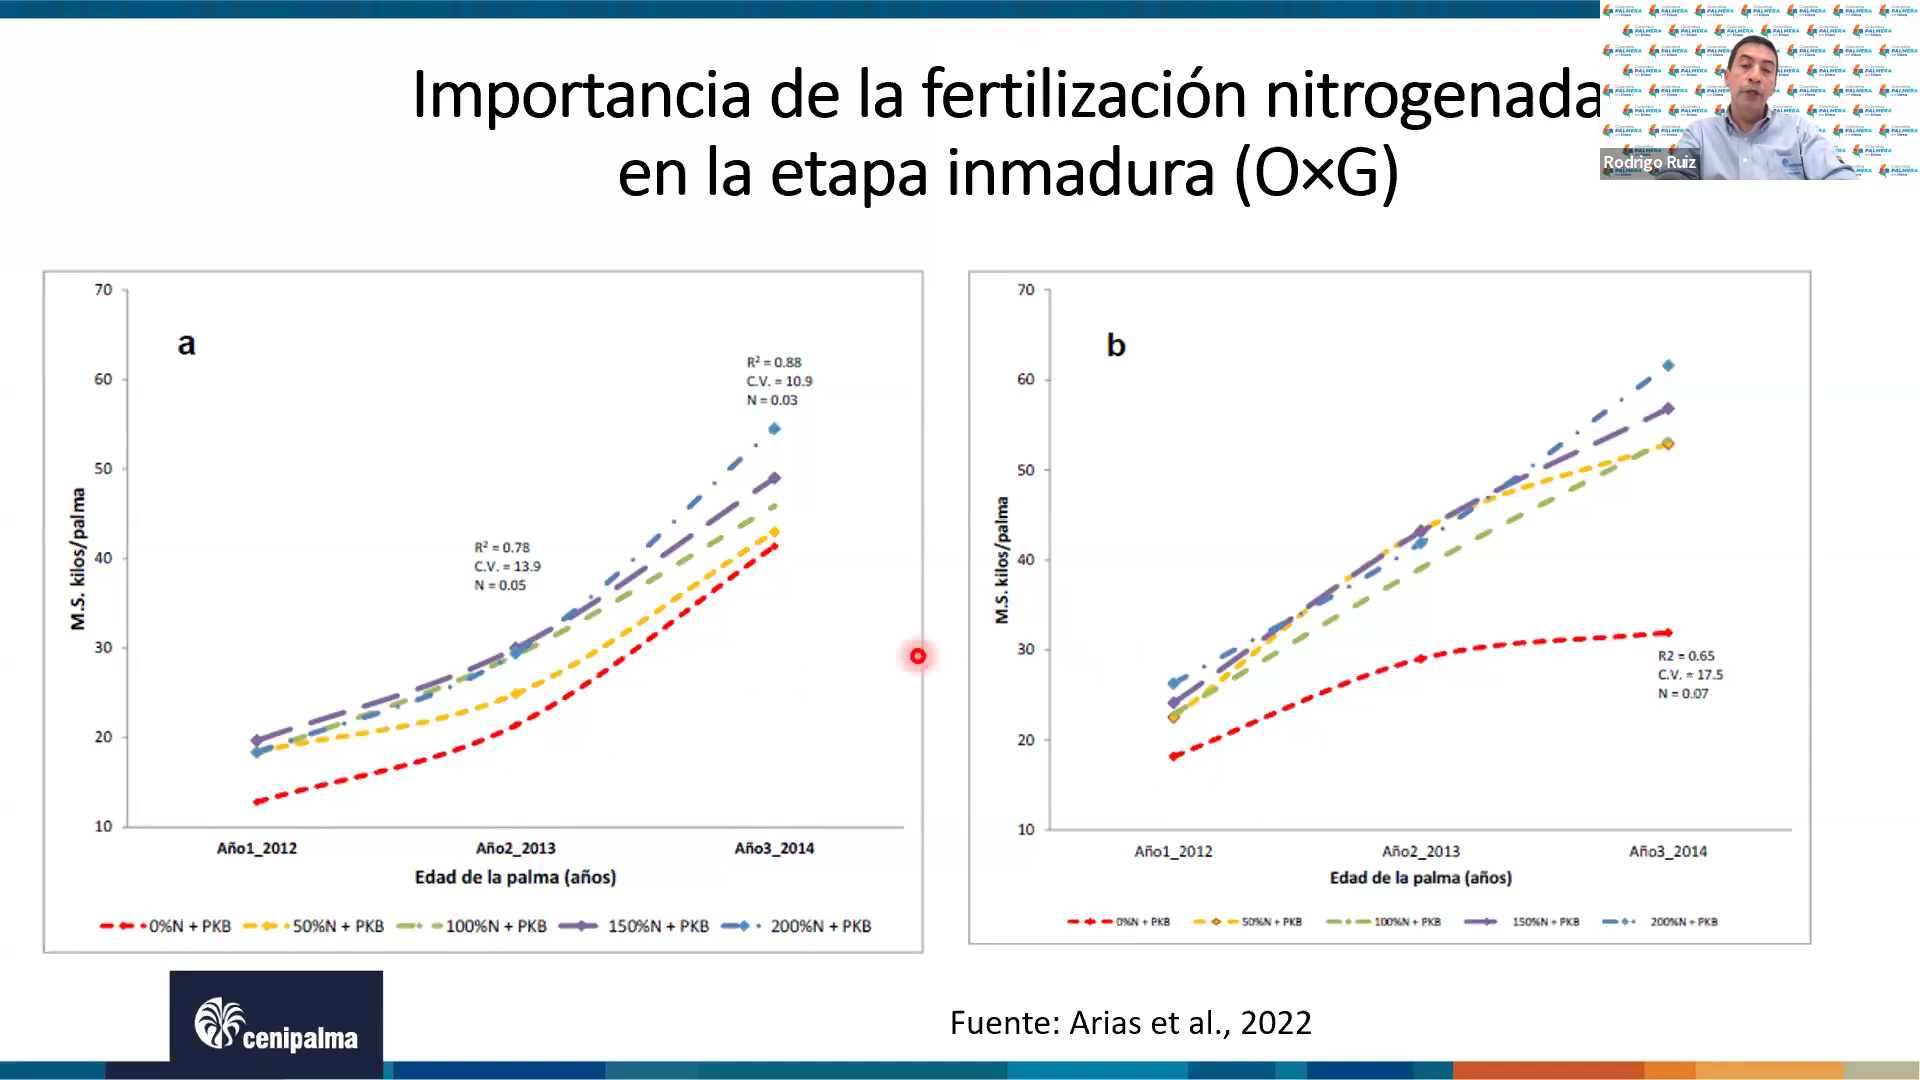 Importancia de la fertilización nitrogenada
en la etapa inmadura (O×G)
Rodrigo Ruiz
a
70
60
50
40
30
20
10
M.S. kilos/palma
R² = 0.88
C.V. = 10.9
N = 0.03
R² = 0.78
C.V. = 13.9
N = 0.05
Año1_2012 Año2_2013 Año3_2014
Edad de la palma (años)
0%N + PKB 50%N + PKB 100%N + PKB 150%N + PKB 200%N + PKB
b
70
60
50
40
30
20
10
M.S. kilos/palma
R2 = 0.65
C.V. = 17.5
N = 0.07
Año1_2012 Año2_2013 Año3_2014
Edad de la palma (años)
0%N + PKB 50%N + PKB 100%N + PKB 150%N + PKB 200%N + PKB
cenipalma
Fuente: Arias et al., 2022